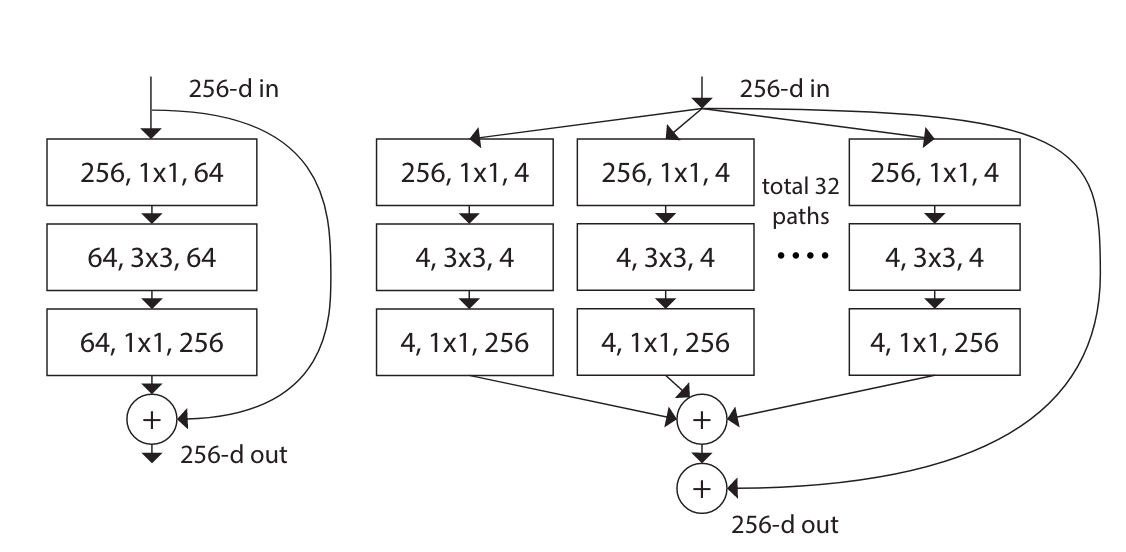 256-d in
256, 1x1, 64
64, 3x3, 64
64, 1x1, 256
+
256-d out
256-d in
256, 1x1, 4
256, 1x1, 4
total 32
paths
256, 1x1, 4
4, 3x3, 4
4, 3x3, 4
....
4, 3x3, 4
4, 1x1, 256
4, 1x1, 256
4, 1x1, 256
+
+
256-d out